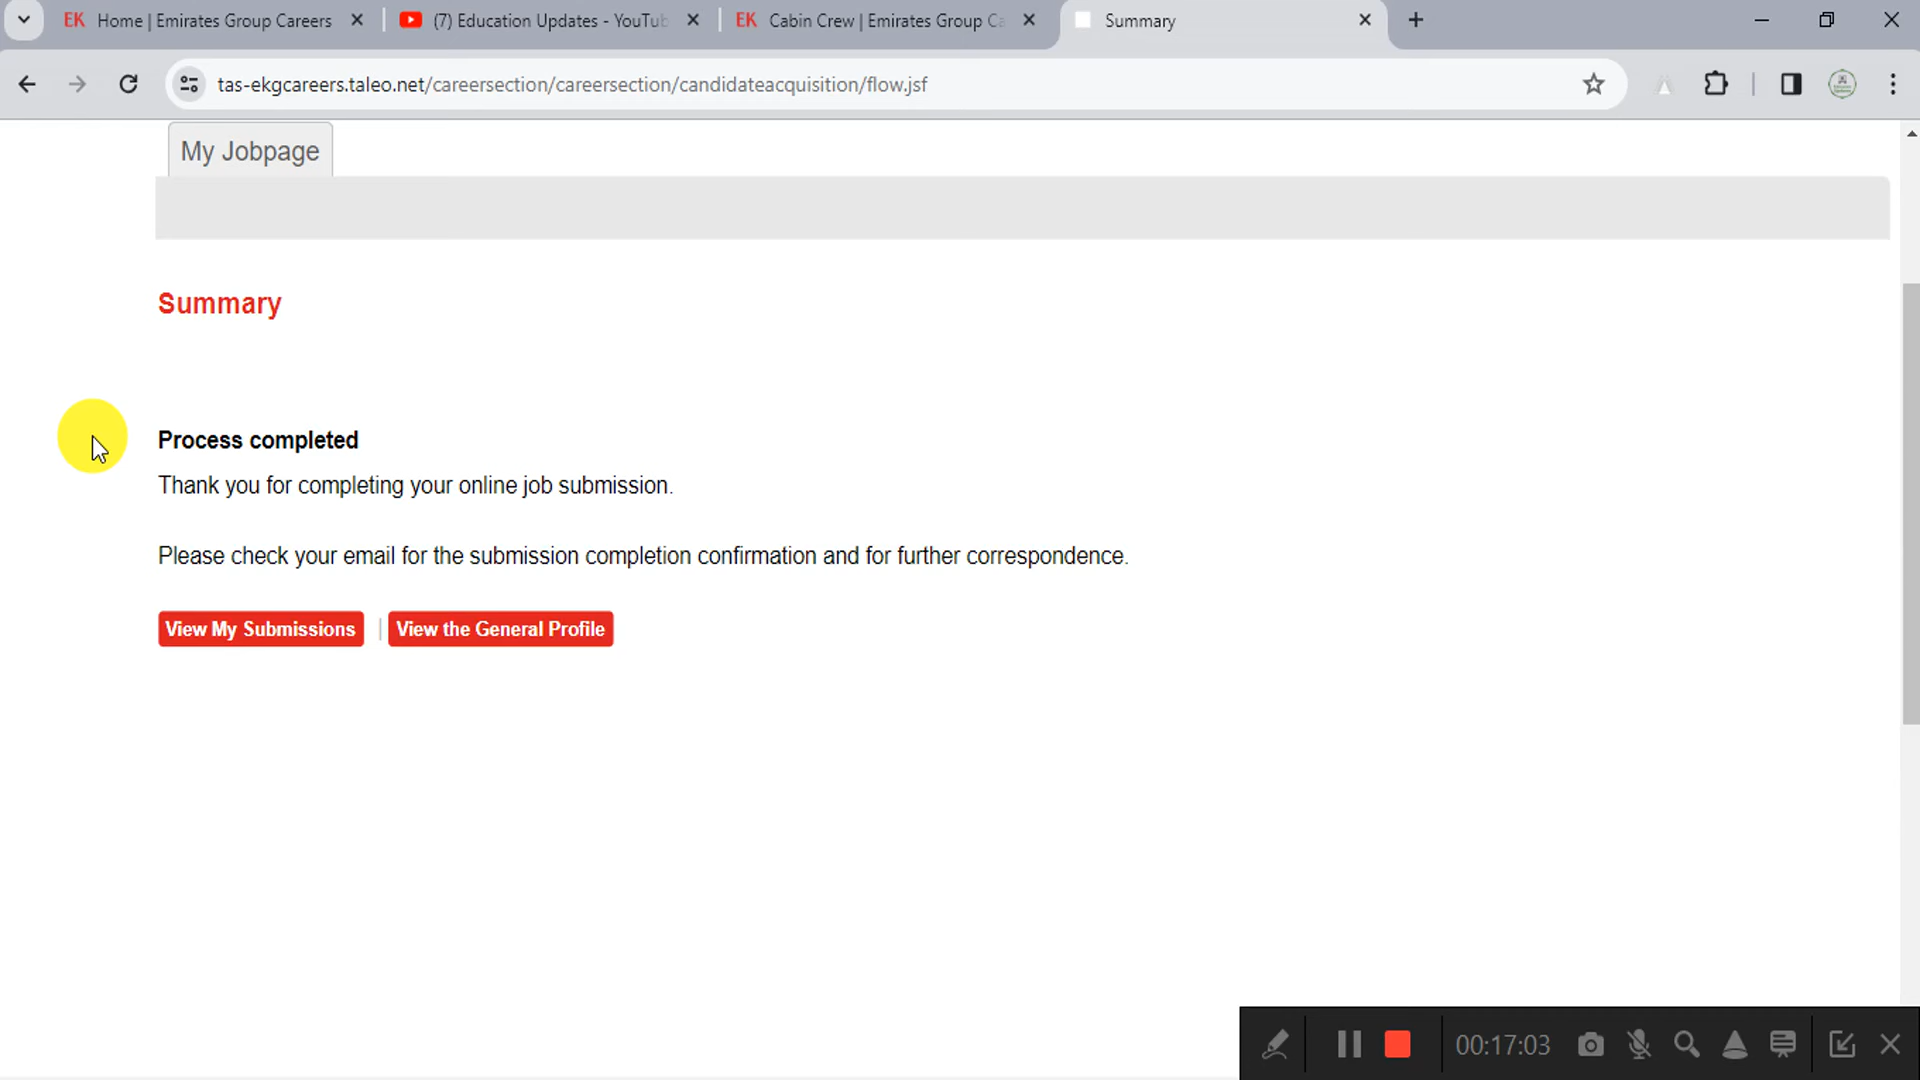 EK Home | Emirates Group Careers
(7) Education Updates - YouTub
EK Cabin Crew | Emirates Group Ca
Summary
tas-ekgcareers.taleo.net/careersection/careersection/candidateacquisition/flow.jsf
My Jobpage
Summary
Process completed
Thank you for completing your online job submission.
Please check your email for the submission completion confirmation and for further correspondence.
View My Submissions | View the General Profile
00:17:03